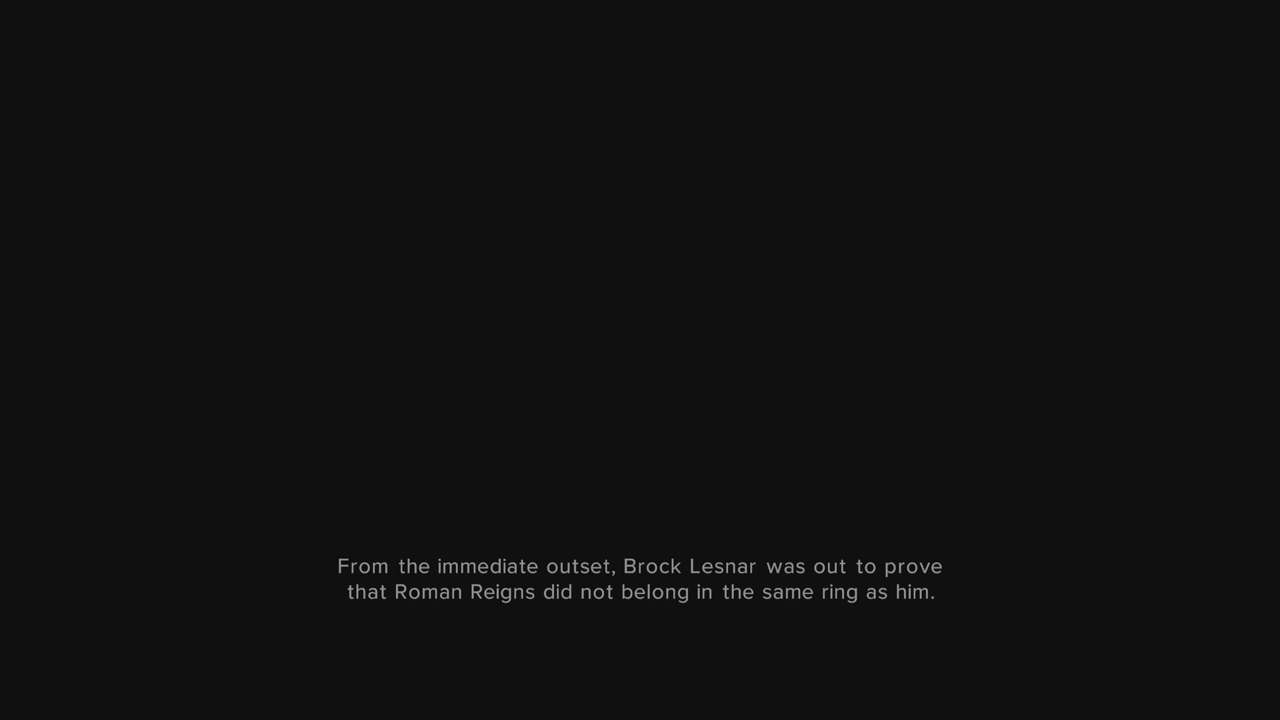 From the immediate outset, Brock Lesnar was out to prove
that Roman Reigns did not belong in the same ring as him.